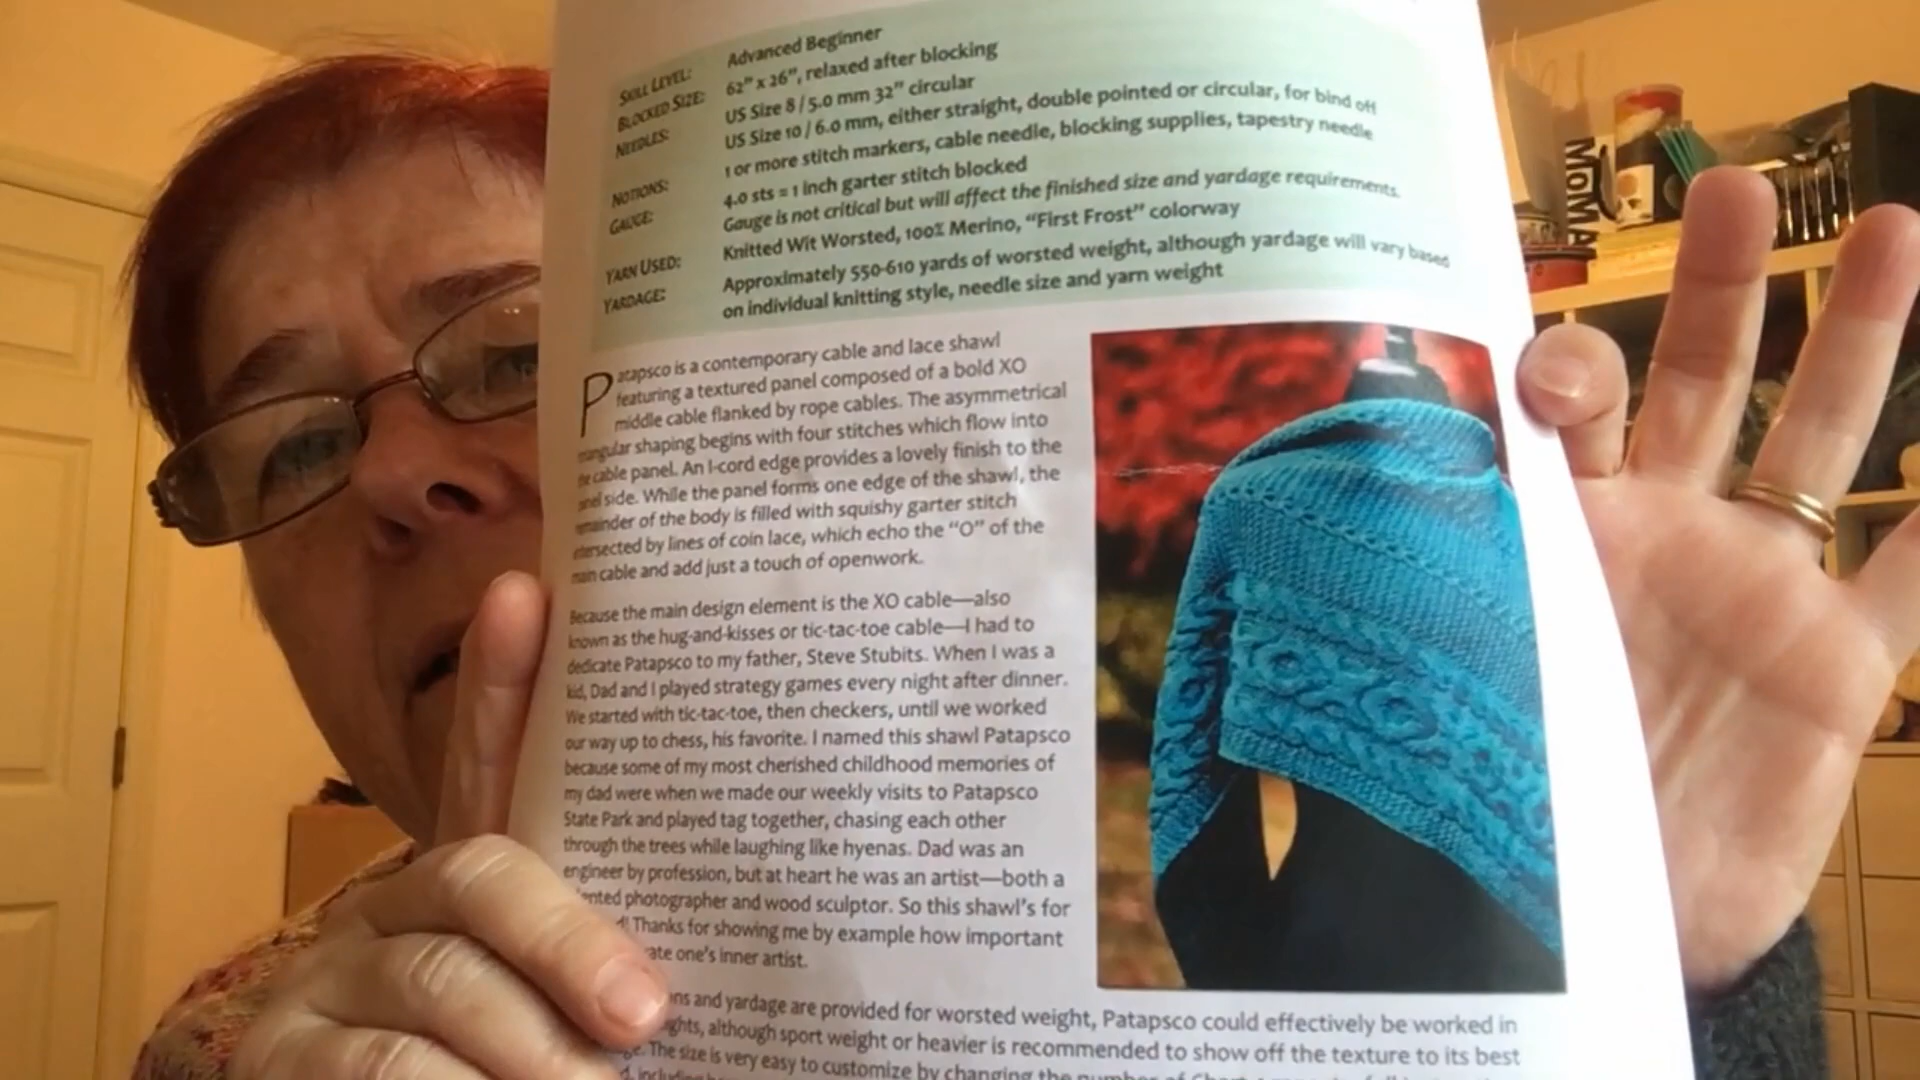 SKILL LEVEL: Advanced Beginner
BLOCKED SIZE: 62" x 26", relaxed after blocking
NEEDLES: US Size 8 / 5.0 mm 32" circular
US Size 10 / 6.0 mm, either straight, double pointed or circular, for bind off
NOTIONS: 1 or more stitch markers, cable needle, blocking supplies, tapestry needle
GAUGE: 4.0 sts = 1 inch garter stitch blocked
Gauge is not critical but will affect the finished size and yardage requirements.
YARN USED: Knitted Wit Worsted, 100% Merino, "First Frost" colorway
YARDAGE: Approximately 550-610 yards of worsted weight, although yardage will vary based
on individual knitting style, needle size and yarn weight
Patapsco is a contemporary cable and lace shawl
featuring a textured panel composed of a bold XO
middle cable flanked by rope cables. The asymmetrical
shaping begins with four stitches which flow into
cable panel. An I-cord edge provides a lovely finish to the
side. While the panel forms one edge of the shawl, the
of the body is filled with squishy garter stitch
by lines of coin lace, which echo the "O" of the
main cable and add just a touch of openwork.
Because the main design element is the XO cable—also
known as the hug-and-kisses or tic-tac-toe cable—I had to
dedicate Patapsco to my father, Steve Stubits. When I was a
kid, Dad and I played strategy games every night after dinner.
We started with tic-tac-toe, then checkers, until we worked
our way up to chess, his favorite. I named this shawl Patapsco
because some of my most cherished childhood memories of
my dad were when we made our weekly visits to Patapsco
State Park and played tag together, chasing each other
through the trees while laughing like hyenas. Dad was an
engineer by profession, but at heart he was an artist—both a
photographer and wood sculptor. So this shawl's for
Thanks for showing me by example how important
one's inner artist.
and yardage are provided for worsted weight, Patapsco could effectively be worked in
although sport weight or heavier is recommended to show off the texture to its best
The size is very easy to customize by changing the number of
MoMA